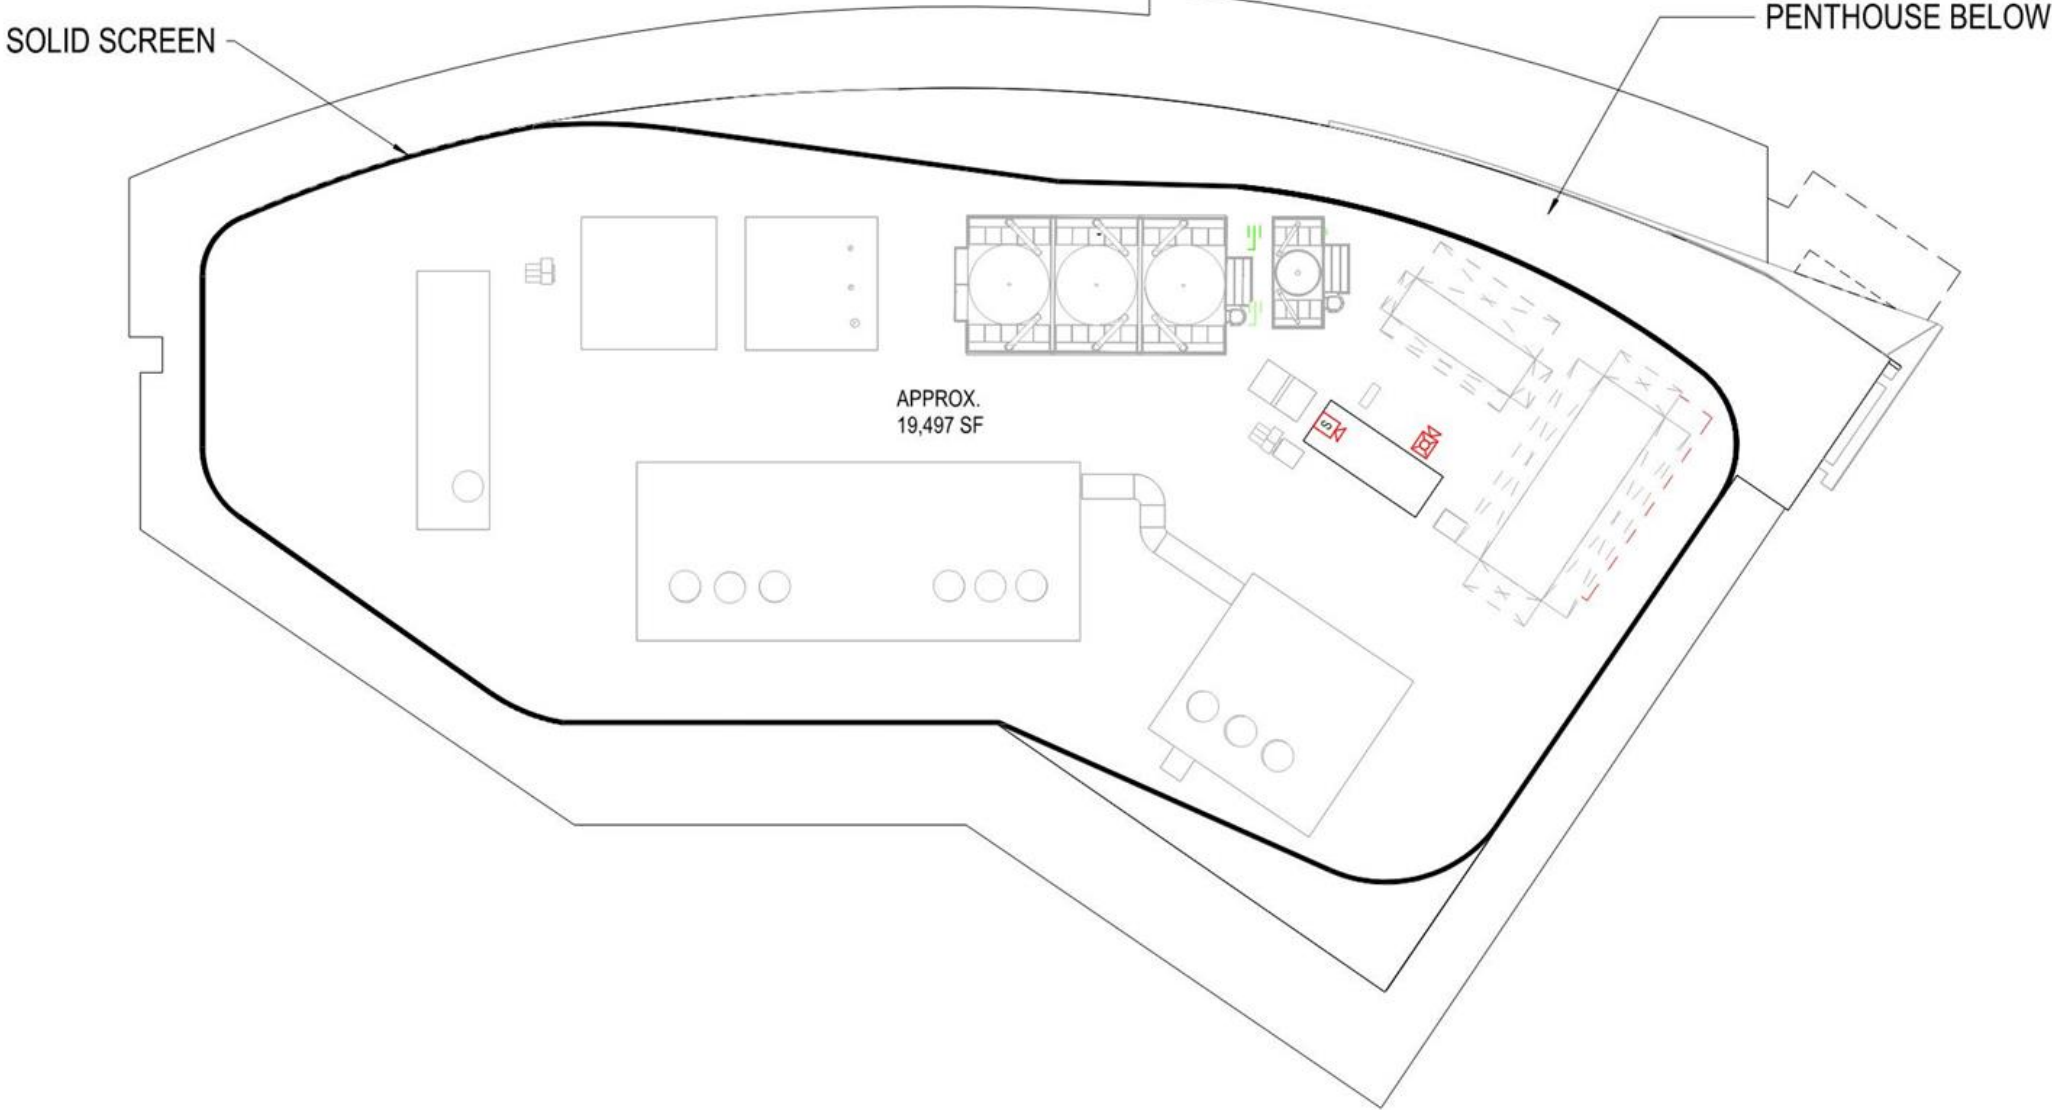 SOLID SCREEN
PENTHOUSE BELOW
APPROX.
19,497 SF
S